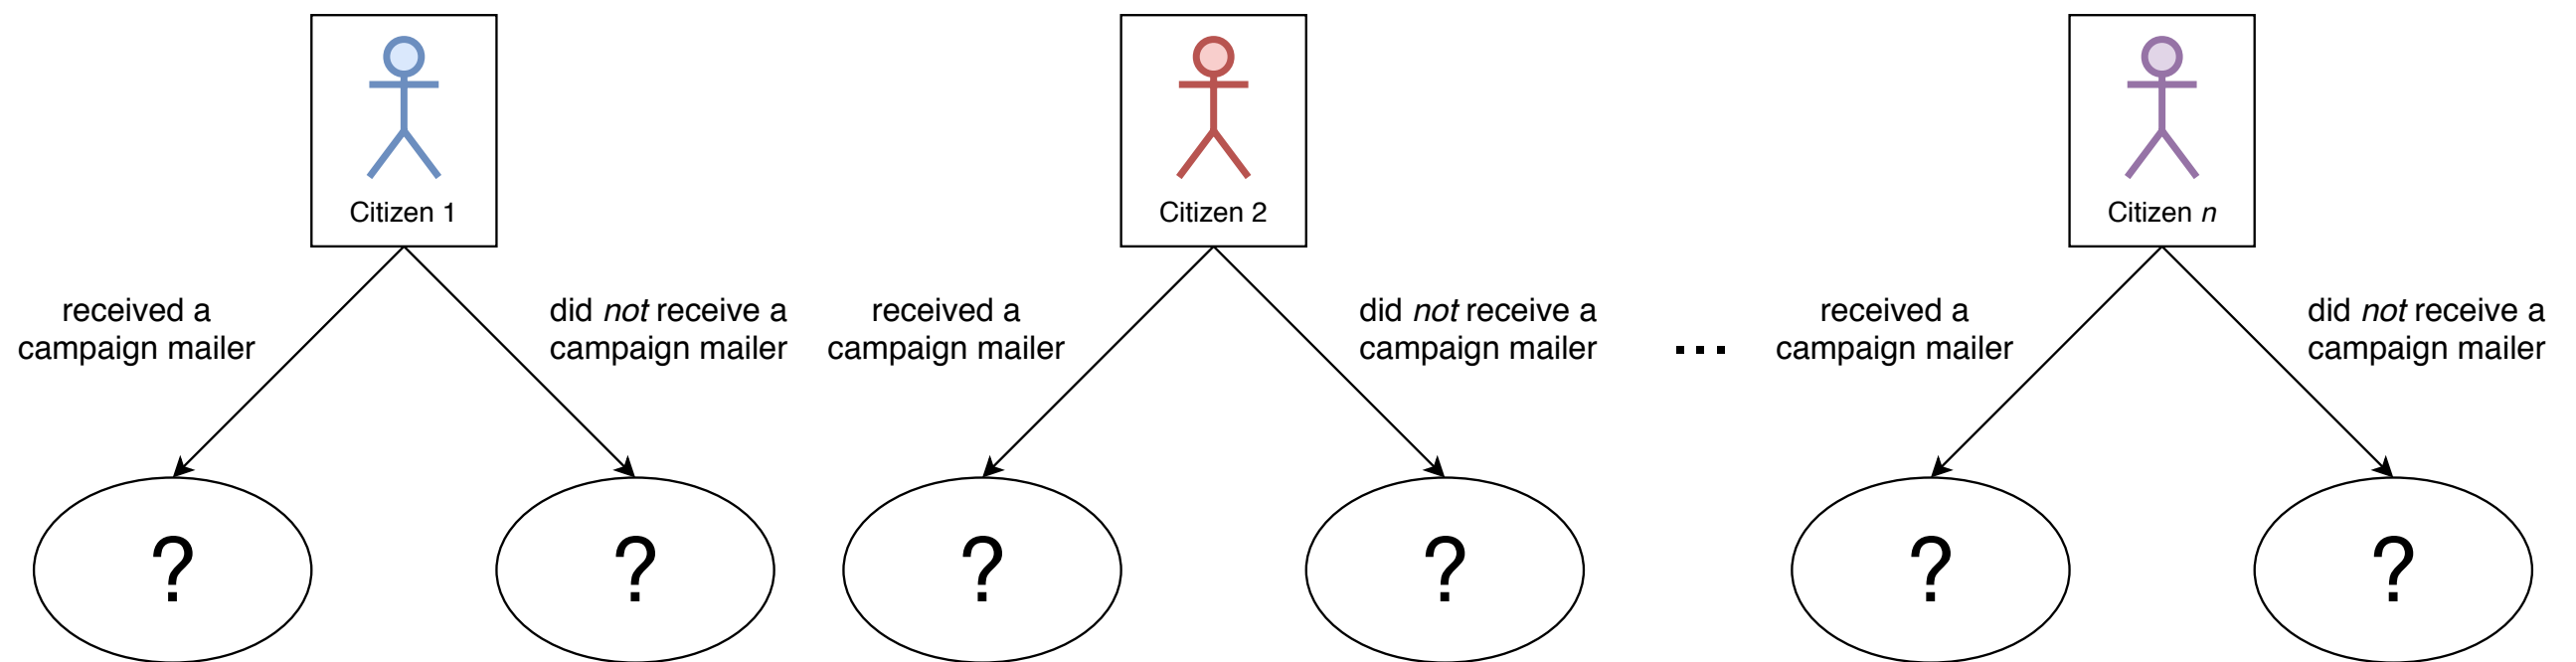 Citizen 1
Citizen 2
Citizen n
received a
campaign mailer
did not receive a
campaign mailer
received a
campaign mailer
did not receive a
campaign mailer
...
received a
campaign mailer
did not receive a
campaign mailer
?
?
?
?
?
?